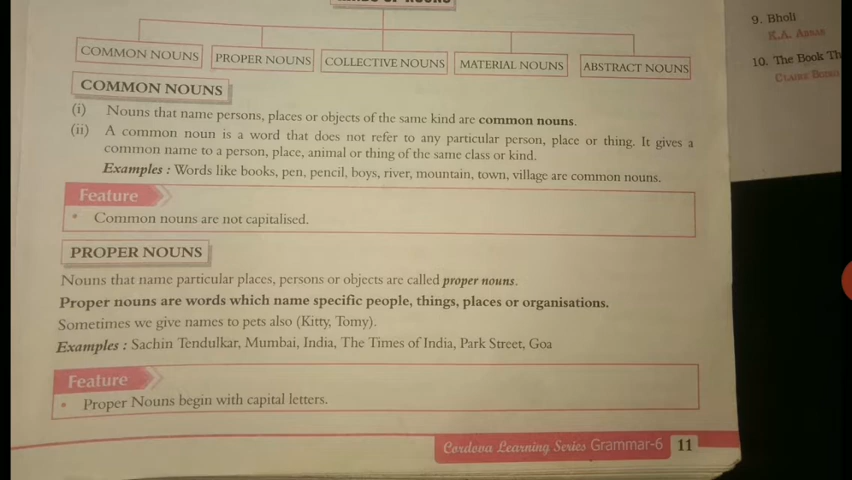 KINDS OF NOUNS
COMMON NOUNS PROPER NOUNS COLLECTIVE NOUNS MATERIAL NOUNS ABSTRACT NOUNS
COMMON NOUNS
(i) Nouns that name persons, places or objects of the same kind are common nouns.
(ii) A common noun is a word that does not refer to any particular person, place or thing. It gives a
common name to a person, place, animal or thing of the same class or kind.
Examples : Words like books, pen, pencil, boys, river, mountain, town, village are common nouns.
Feature
• Common nouns are not capitalised.
PROPER NOUNS
Nouns that name particular places, persons or objects are called proper nouns.
Proper nouns are words which name specific people, things, places or organisations.
Sometimes we give names to pets also (Kitty, Tomy).
Examples : Sachin Tendulkar, Mumbai, India, The Times of India, Park Street, Goa
Feature
• Proper Nouns begin with capital letters.
Cordova Learning Series Grammar-6 11
9. Bholi
K.A. Abbas
10. The Book Th